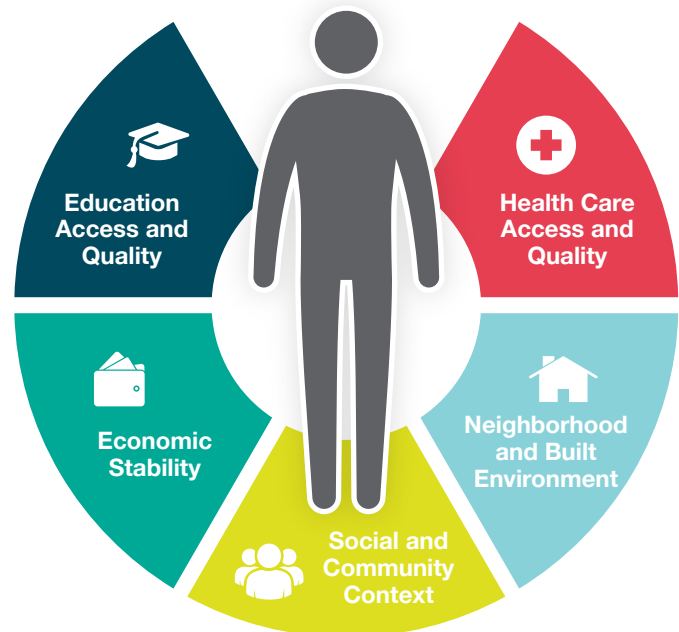 Education
Access and
Quality
Health Care
Access and
Quality
Economic
Stability
Neighborhood
and Built
Environment
Social and
Community
Context